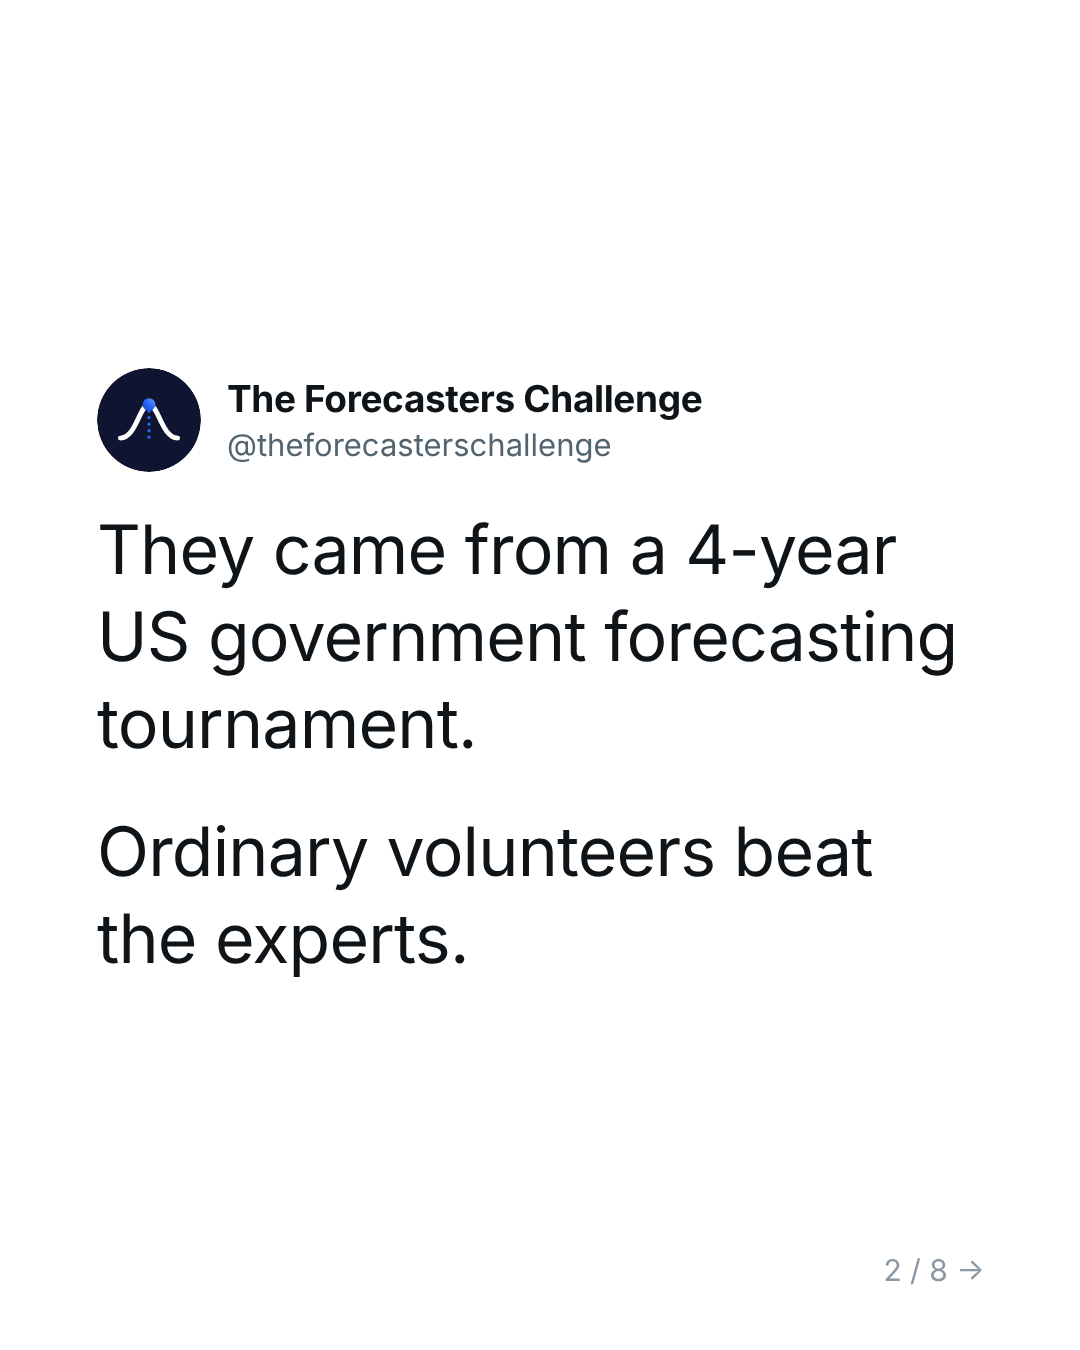 The Forecasters Challenge
@theforecasterschallenge
They came from a 4-year
US government forecasting
tournament.
Ordinary volunteers beat
the experts.
2 / 8 →